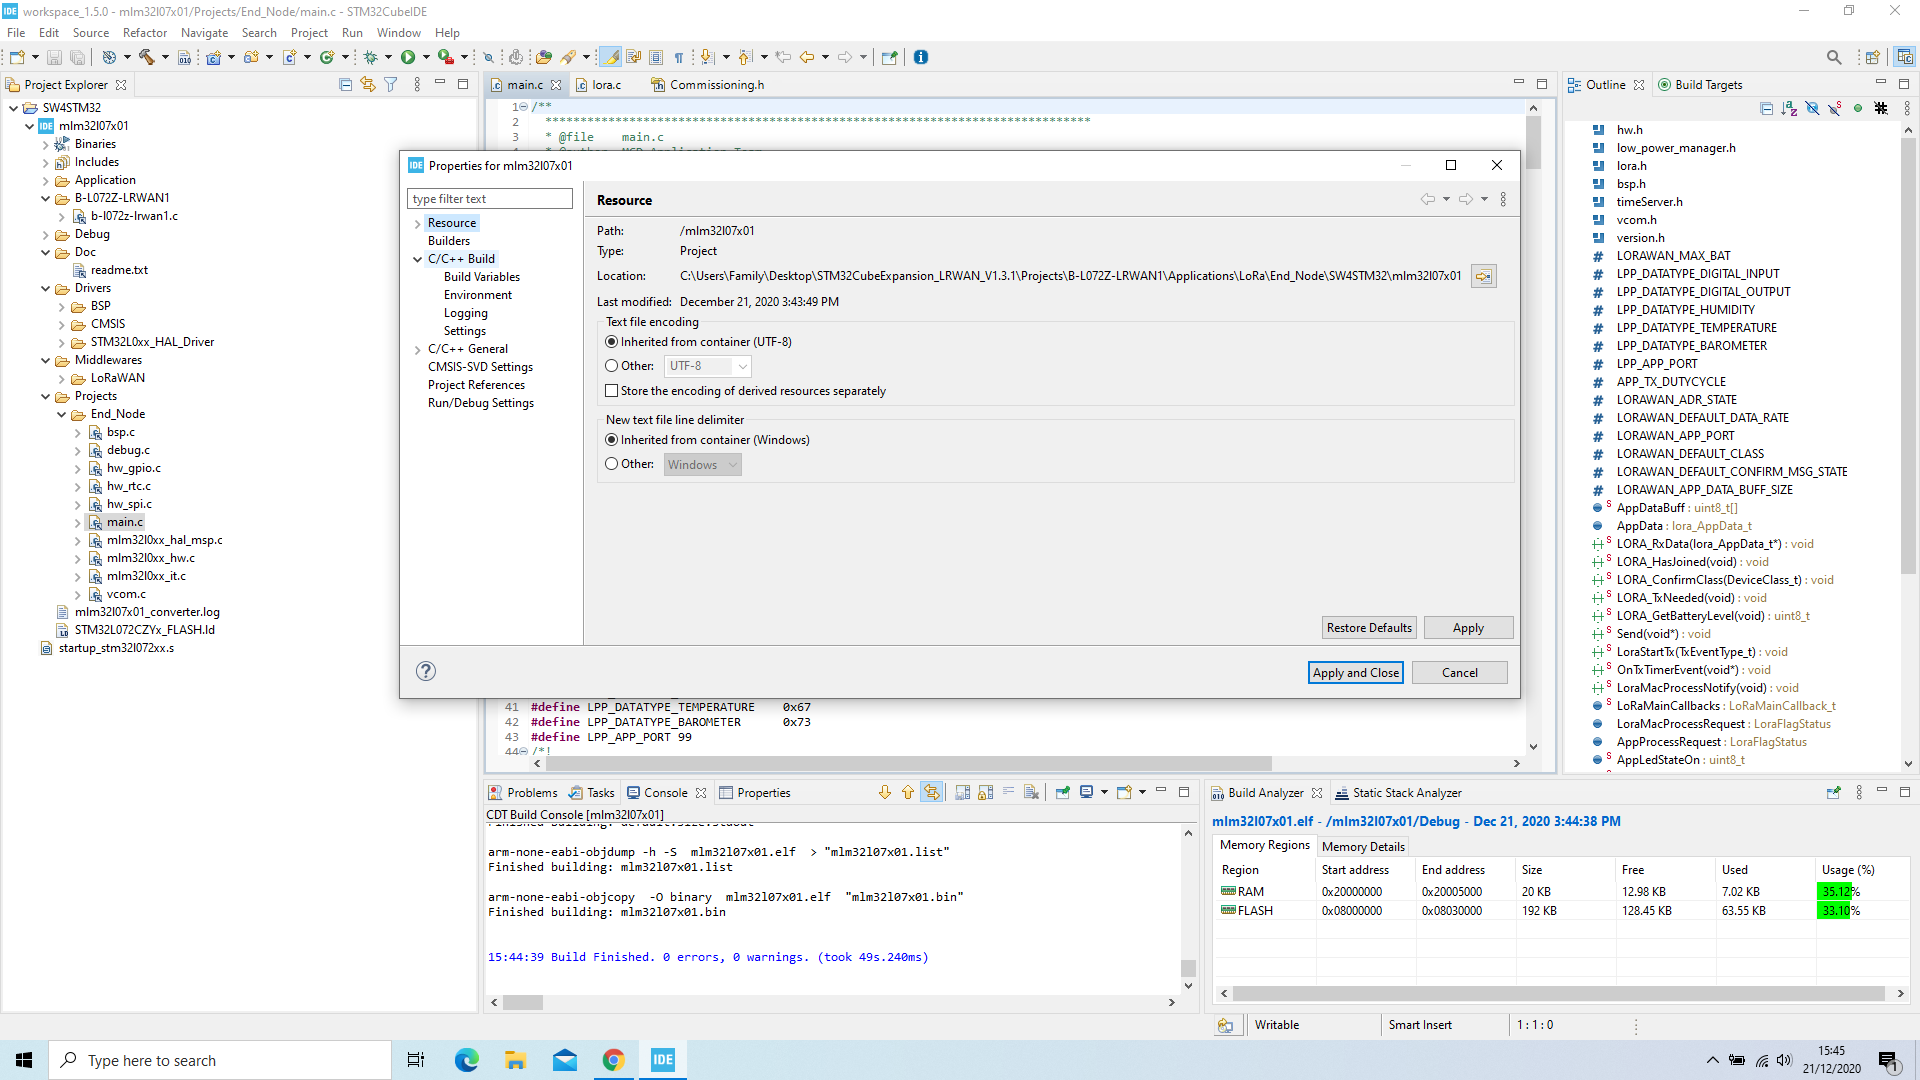 workspace_1.5.0 - mlm32l07x01/Projects/End_Node/main.c - STM32CubeIDE
File Edit Source Refactor Navigate Search Project Run Window Help
Project Explorer
SW4STM32
mlm32l07x01
Binaries
Includes
Application
B-L072Z-LRWAN1
b-l072z-lrwan1.c
Debug
Doc
readme.txt
Drivers
BSP
CMSIS
STM32L0xx_HAL_Driver
Middlewares
LoRaWAN
Projects
End_Node
bsp.c
debug.c
hw_gpio.c
hw_rtc.c
hw_spi.c
main.c
mlm32l0xx_hal_msp.c
mlm32l0xx_hw.c
mlm32l0xx_it.c
vcom.c
mlm32l07x01_converter.log
STM32L072CZYx_FLASH.ld
startup_stm32l072xx.s
main.c lora.c Commissioning.h
1 /**
2 ******************************************************************************
3 * @file main.c
IDE Properties for mlm32l07x01
type filter text
Resource
Builders
C/C++ Build
Build Variables
Environment
Logging
Settings
C/C++ General
CMSIS-SVD Settings
Project References
Run/Debug Settings
Resource
Path: /mlm32l07x01
Type: Project
Location: C:\Users\Family\Desktop\STM32CubeExpansion_LRWAN_V1.3.1\Projects\B-L072Z-LRWAN1\Applications\LoRa\End_Node\SW4STM32\mlm32l07x01
Last modified: December 21, 2020 3:43:49 PM
Text file encoding
Inherited from container (UTF-8)
Other: UTF-8
Store the encoding of derived resources separately
New text file line delimiter
Inherited from container (Windows)
Other: Windows
Restore Defaults Apply
Apply and Close Cancel
41 #define LPP_DATATYPE_TEMPERATURE 0x67
42 #define LPP_DATATYPE_BAROMETER 0x73
43 #define LPP_APP_PORT 99
44 /*!
Outline Build Targets
hw.h
low_power_manager.h
lora.h
bsp.h
timeServer.h
vcom.h
version.h
# LORAWAN_MAX_BAT
# LPP_DATATYPE_DIGITAL_INPUT
# LPP_DATATYPE_DIGITAL_OUTPUT
# LPP_DATATYPE_HUMIDITY
# LPP_DATATYPE_TEMPERATURE
# LPP_DATATYPE_BAROMETER
# LPP_APP_PORT
# APP_TX_DUTYCYCLE
# LORAWAN_ADR_STATE
# LORAWAN_DEFAULT_DATA_RATE
# LORAWAN_APP_PORT
# LORAWAN_DEFAULT_CLASS
# LORAWAN_DEFAULT_CONFIRM_MSG_STATE
# LORAWAN_APP_DATA_BUFF_SIZE
S AppDataBuff : uint8_t[]
AppData : lora_AppData_t
S LORA_RxData(lora_AppData_t*) : void
S LORA_HasJoined(void) : void
S LORA_ConfirmClass(DeviceClass_t) : void
S LORA_TxNeeded(void) : void
S LORA_GetBatteryLevel(void) : uint8_t
S Send(void*) : void
S LoraStartTx(TxEventType_t) : void
S OnTxTimerEvent(void*) : void
S LoraMacProcessNotify(void) : void
S LoRaMainCallbacks : LoRaMainCallback_t
LoraMacProcessRequest : LoraFlagStatus
AppProcessRequest : LoraFlagStatus
S AppLedStateOn : uint8_t
Problems Tasks Console Properties
CDT Build Console [mlm32l07x01]
Finished building: default.size.stdout
arm-none-eabi-objdump -h -S mlm32l07x01.elf > "mlm32l07x01.list"
Finished building: mlm32l07x01.list
arm-none-eabi-objcopy -O binary mlm32l07x01.elf "mlm32l07x01.bin"
Finished building: mlm32l07x01.bin
15:44:39 Build Finished. 0 errors, 0 warnings. (took 49s.240ms)
Build Analyzer Static Stack Analyzer
mlm32l07x01.elf - /mlm32l07x01/Debug - Dec 21, 2020 3:44:38 PM
Memory Regions Memory Details
Region Start address End address Size Free Used Usage (%)
RAM 0x20000000 0x20005000 20 KB 12.98 KB 7.02 KB 35.12%
FLASH 0x08000000 0x08030000 192 KB 128.45 KB 63.55 KB 33.10%
Writable Smart Insert 1 : 1 : 0
Type here to search
IDE
15:45
21/12/2020
1